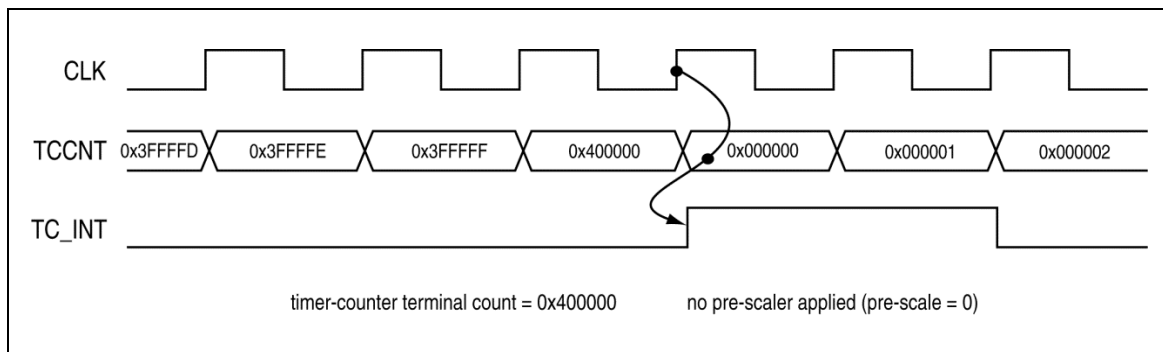 CLK
TCCNT 0x3FFFFD 0x3FFFFE 0x3FFFFF 0x400000 0x000000 0x000001 0x000002
TC_INT
timer-counter terminal count = 0x400000 no pre-scaler applied (pre-scale = 0)